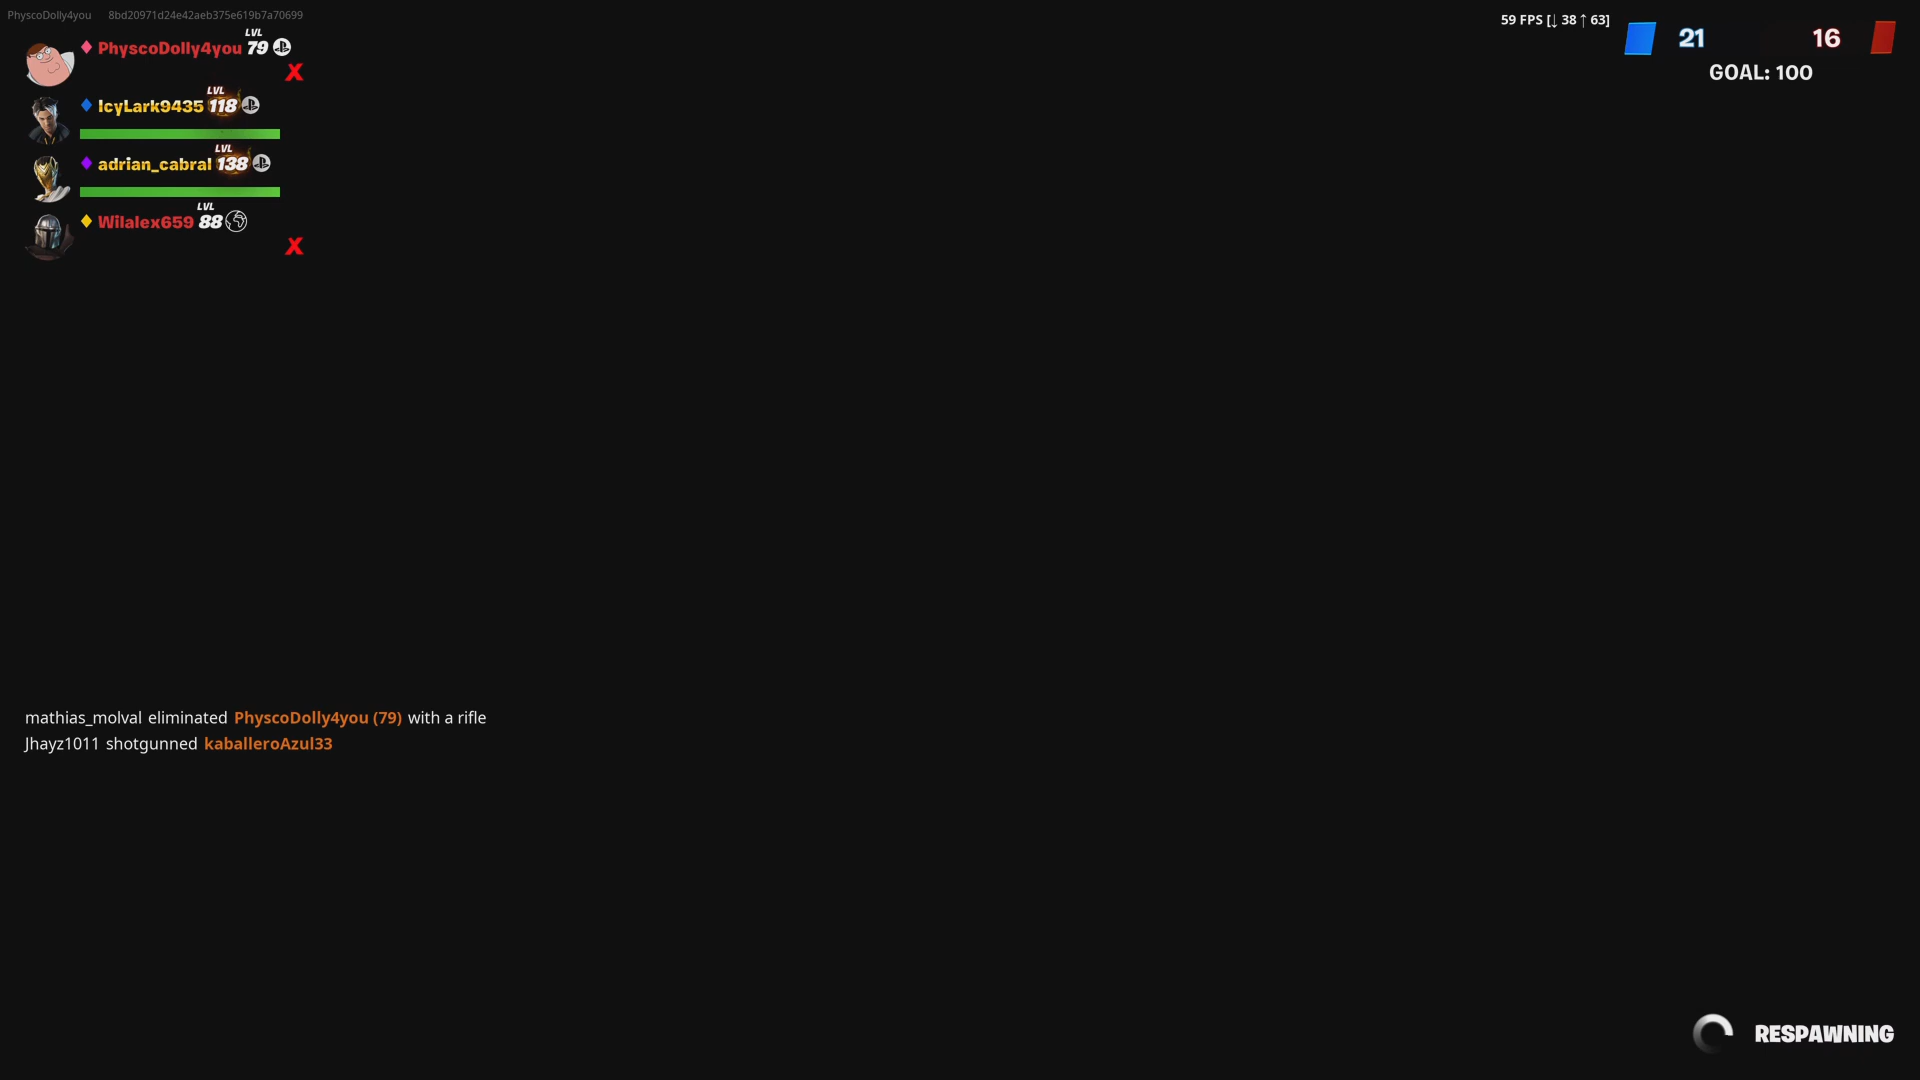 PhyscoDolly4you 8bd20971d24e42aeb375e619b7a70699
59 FPS [↓ 38 ↑ 63]
21 16
GOAL: 100
LVL
PhyscoDolly4you 79
X
LVL
IcyLark9435 118
LVL
adrian_cabral 138
LVL
Wilalex659 88
X
mathias_molval eliminated PhyscoDolly4you (79) with a rifle
Jhayz1011 shotgunned kaballeroAzul33
RESPAWNING